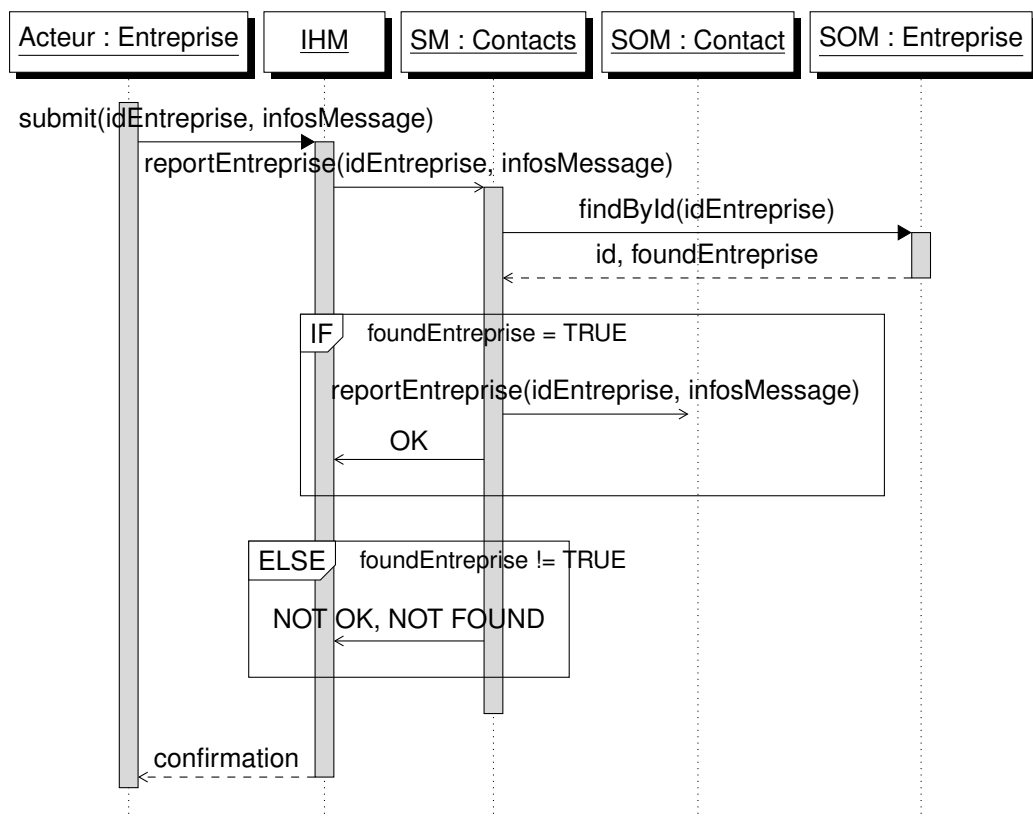 Acteur : Entreprise
IHM
SM : Contacts
SOM : Contact
SOM : Entreprise
submit(idEntreprise, infosMessage)
reportEntreprise(idEntreprise, infosMessage)
findById(idEntreprise)
id, foundEntreprise
IF
foundEntreprise = TRUE
reportEntreprise(idEntreprise, infosMessage)
OK
ELSE
foundEntreprise != TRUE
NOT OK, NOT FOUND
confirmation